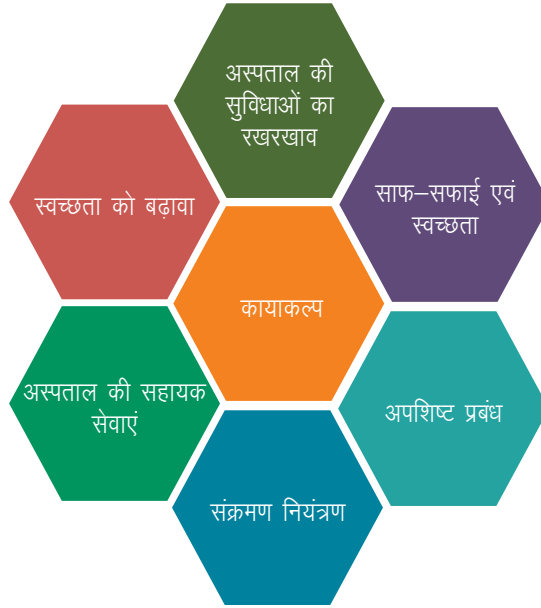 अस्पताल की
सुविधाओं का
रखरखाव
साफ–सफाई एवं
स्वच्छता
स्वच्छता को बढ़ावा
कायाकल्प
अस्पताल की सहायक
सेवाएं
अपशिष्ट प्रबंध
संक्रमण नियंत्रण